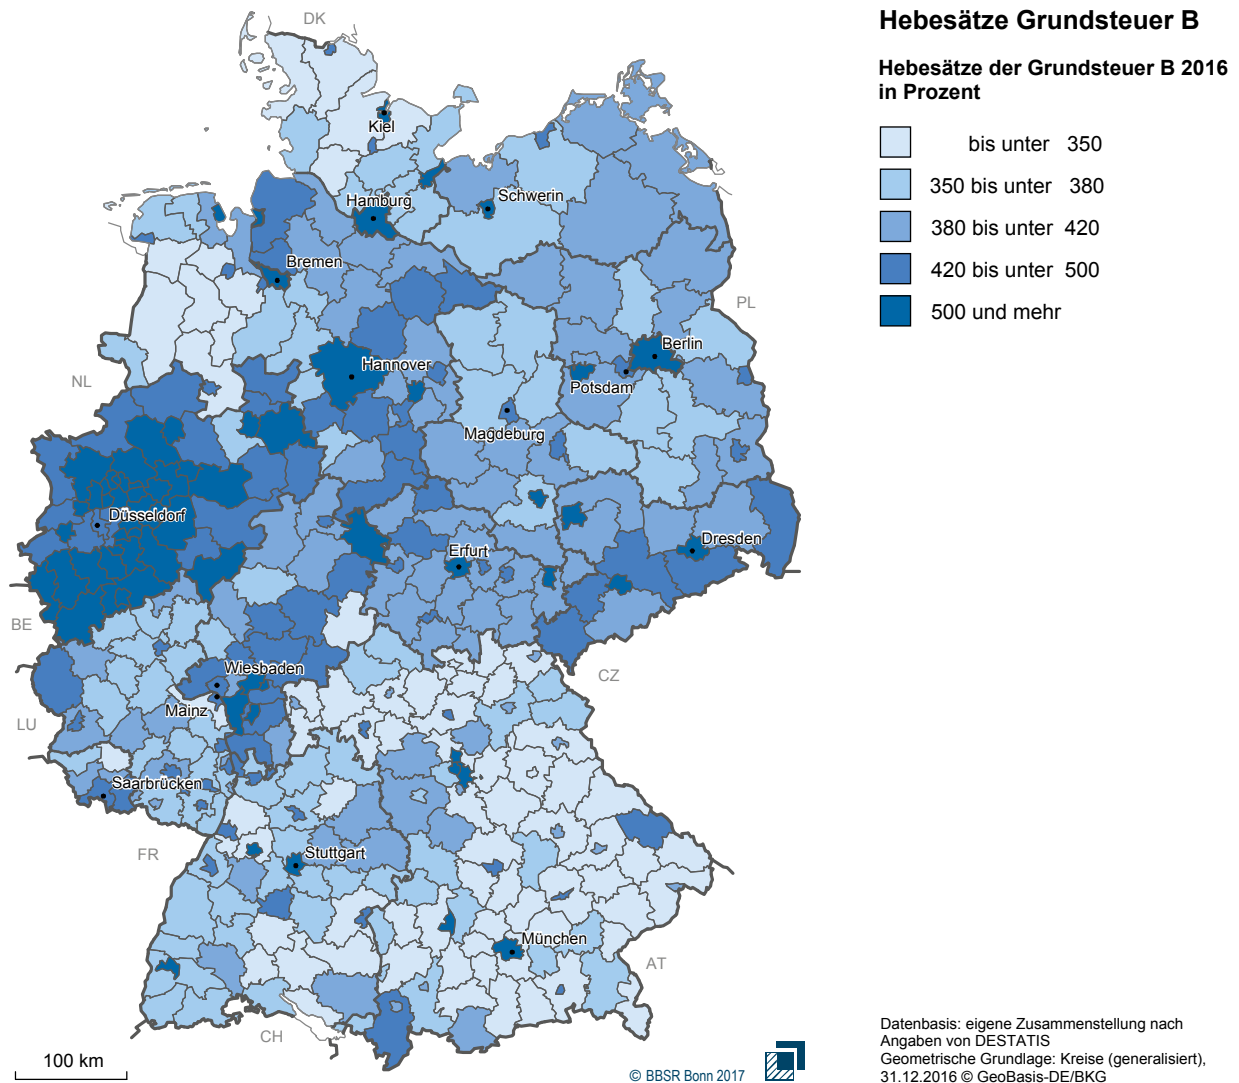 Hebesätze Grundsteuer B
Hebesätze der Grundsteuer B 2016
in Prozent
bis unter 350
350 bis unter 380
380 bis unter 420
420 bis unter 500
500 und mehr
DK
Kiel
Hamburg
Schwerin
Bremen
PL
Berlin
Hannover
NL
Potsdam
Magdeburg
Düsseldorf
Dresden
Erfurt
BE
Wiesbaden
CZ
Mainz
LU
Saarbrücken
FR
Stuttgart
München
AT
CH
100 km
© BBSR Bonn 2017
Datenbasis: eigene Zusammenstellung nach
Angaben von DESTATIS
Geometrische Grundlage: Kreise (generalisiert),
31.12.2016 © GeoBasis-DE/BKG